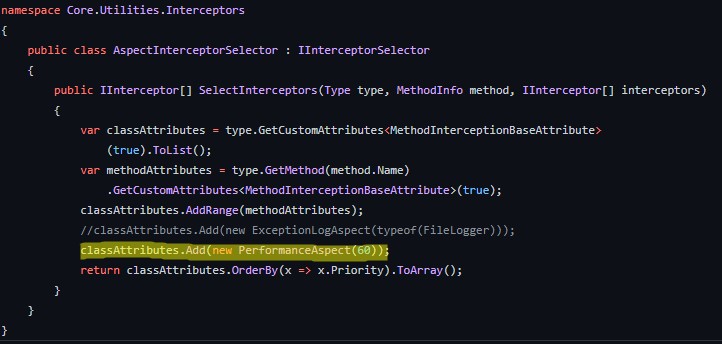 namespace Core.Utilities.Interceptors
{
    public class AspectInterceptorSelector : IInterceptorSelector
    {
        public IInterceptor[] SelectInterceptors(Type type, MethodInfo method, IInterceptor[] interceptors)
        {
            var classAttributes = type.GetCustomAttributes<MethodInterceptionBaseAttribute>
                (true).ToList();
            var methodAttributes = type.GetMethod(method.Name)
                .GetCustomAttributes<MethodInterceptionBaseAttribute>(true);
            classAttributes.AddRange(methodAttributes);
            //classAttributes.Add(new ExceptionLogAspect(typeof(FileLogger)));
            classAttributes.Add(new PerformanceAspect(60));
            return classAttributes.OrderBy(x => x.Priority).ToArray();
        }
    }
}